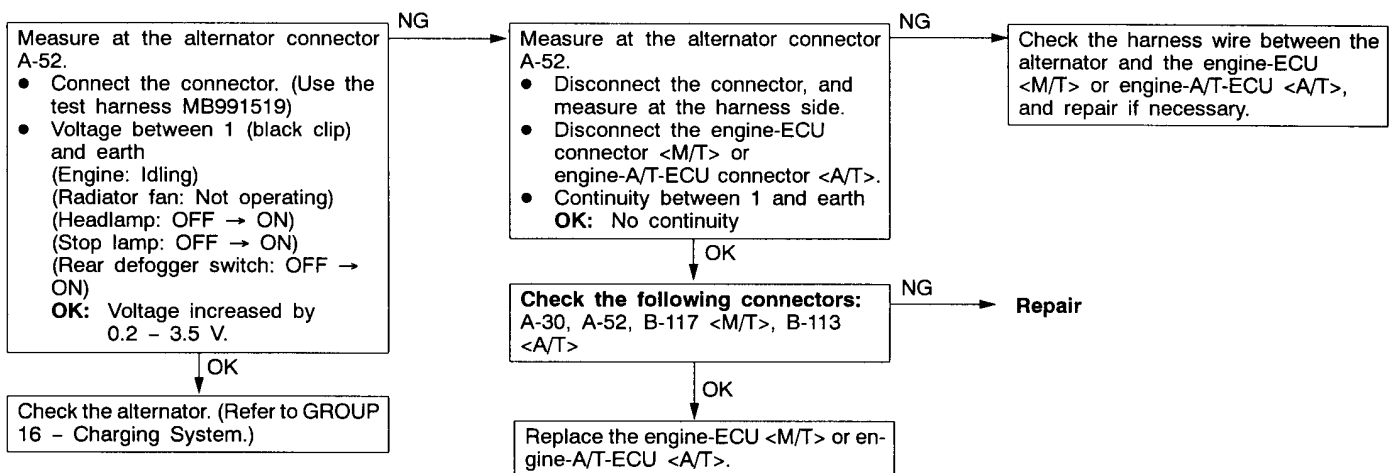 NG
Measure at the alternator connector
A-52.
● Connect the connector. (Use the
test harness MB991519)
● Voltage between 1 (black clip)
and earth
(Engine: Idling)
(Radiator fan: Not operating)
(Headlamp: OFF → ON)
(Stop lamp: OFF → ON)
(Rear defogger switch: OFF →
ON)
OK: Voltage increased by
0.2 – 3.5 V.
OK
Check the alternator. (Refer to GROUP
16 – Charging System.)
NG
Measure at the alternator connector
A-52.
● Disconnect the connector, and
measure at the harness side.
● Disconnect the engine-ECU
connector <M/T> or
engine-A/T-ECU connector <A/T>.
● Continuity between 1 and earth
OK: No continuity
OK
Check the harness wire between the
alternator and the engine-ECU
<M/T> or engine-A/T-ECU <A/T>,
and repair if necessary.
Check the following connectors:
A-30, A-52, B-117 <M/T>, B-113
<A/T>
NG
Repair
OK
Replace the engine-ECU <M/T> or en-
gine-A/T-ECU <A/T>.